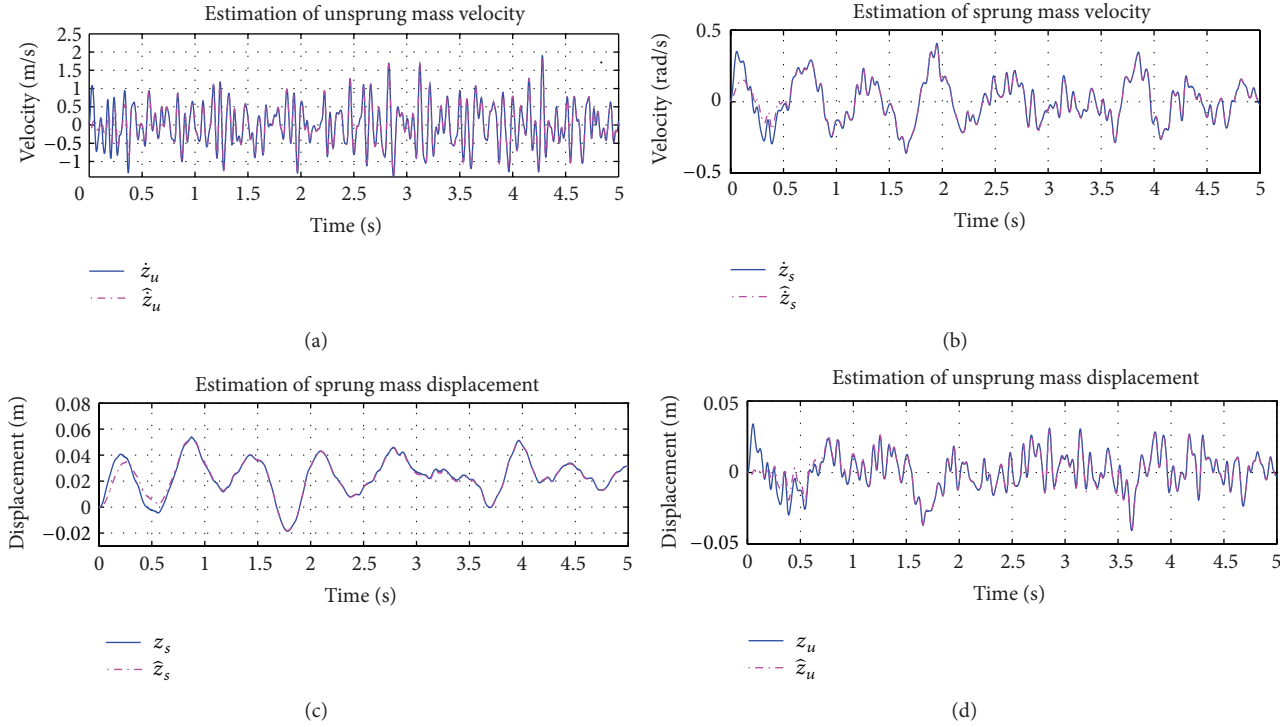 Estimation of unsprung mass velocity
Velocity (m/s)
2.5
2
1.5
1
0.5
0
−0.5
−1
0 0.5 1 1.5 2 2.5 3 3.5 4 4.5 5
Time (s)
ż_u
ẑ̇_u
(a)
Estimation of sprung mass velocity
Velocity (rad/s)
0.5
0
−0.5
0 0.5 1 1.5 2 2.5 3 3.5 4 4.5 5
Time (s)
ż_s
ẑ̇_s
(b)
Estimation of sprung mass displacement
Displacement (m)
0.08
0.06
0.04
0.02
0
−0.02
0 0.5 1 1.5 2 2.5 3 3.5 4 4.5 5
Time (s)
z_s
ẑ_s
(c)
Estimation of unsprung mass displacement
Displacement (m)
0.05
0
−0.05
0 0.5 1 1.5 2 2.5 3 3.5 4 4.5 5
Time (s)
z_u
ẑ_u
(d)